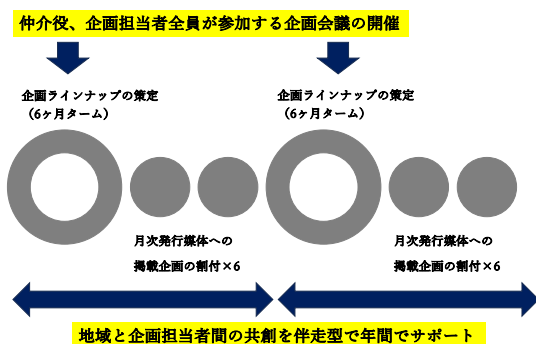 仲介役、企画担当者全員が参加する企画会議の開催
企画ラインナップの策定
（6ヶ月ターム）
企画ラインナップの策定
（6ヶ月ターム）
月次発行媒体への
掲載企画の割付×6
月次発行媒体への
掲載企画の割付×6
地域と企画担当者間の共創を伴走型で年間でサポート